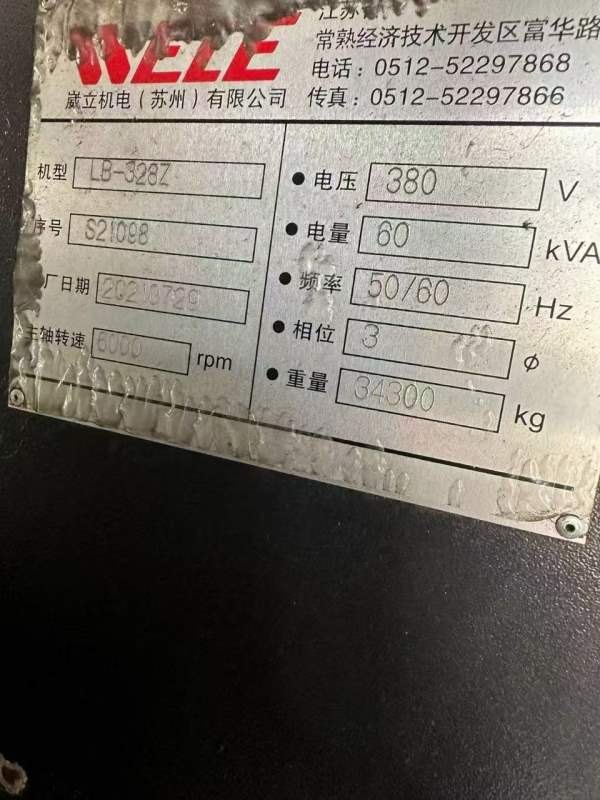 WELE
江苏
常熟经济技术开发区富华路
电话：0512-52297868
崴立机电（苏州）有限公司 传真：0512-52297866
机型 LB-328Z
序号 S21098
厂日期 20210729
主轴转速 6000 rpm
● 电压 380 V
● 电量 60 kVA
● 频率 50/60 Hz
● 相位 3 ø
● 重量 34300 kg